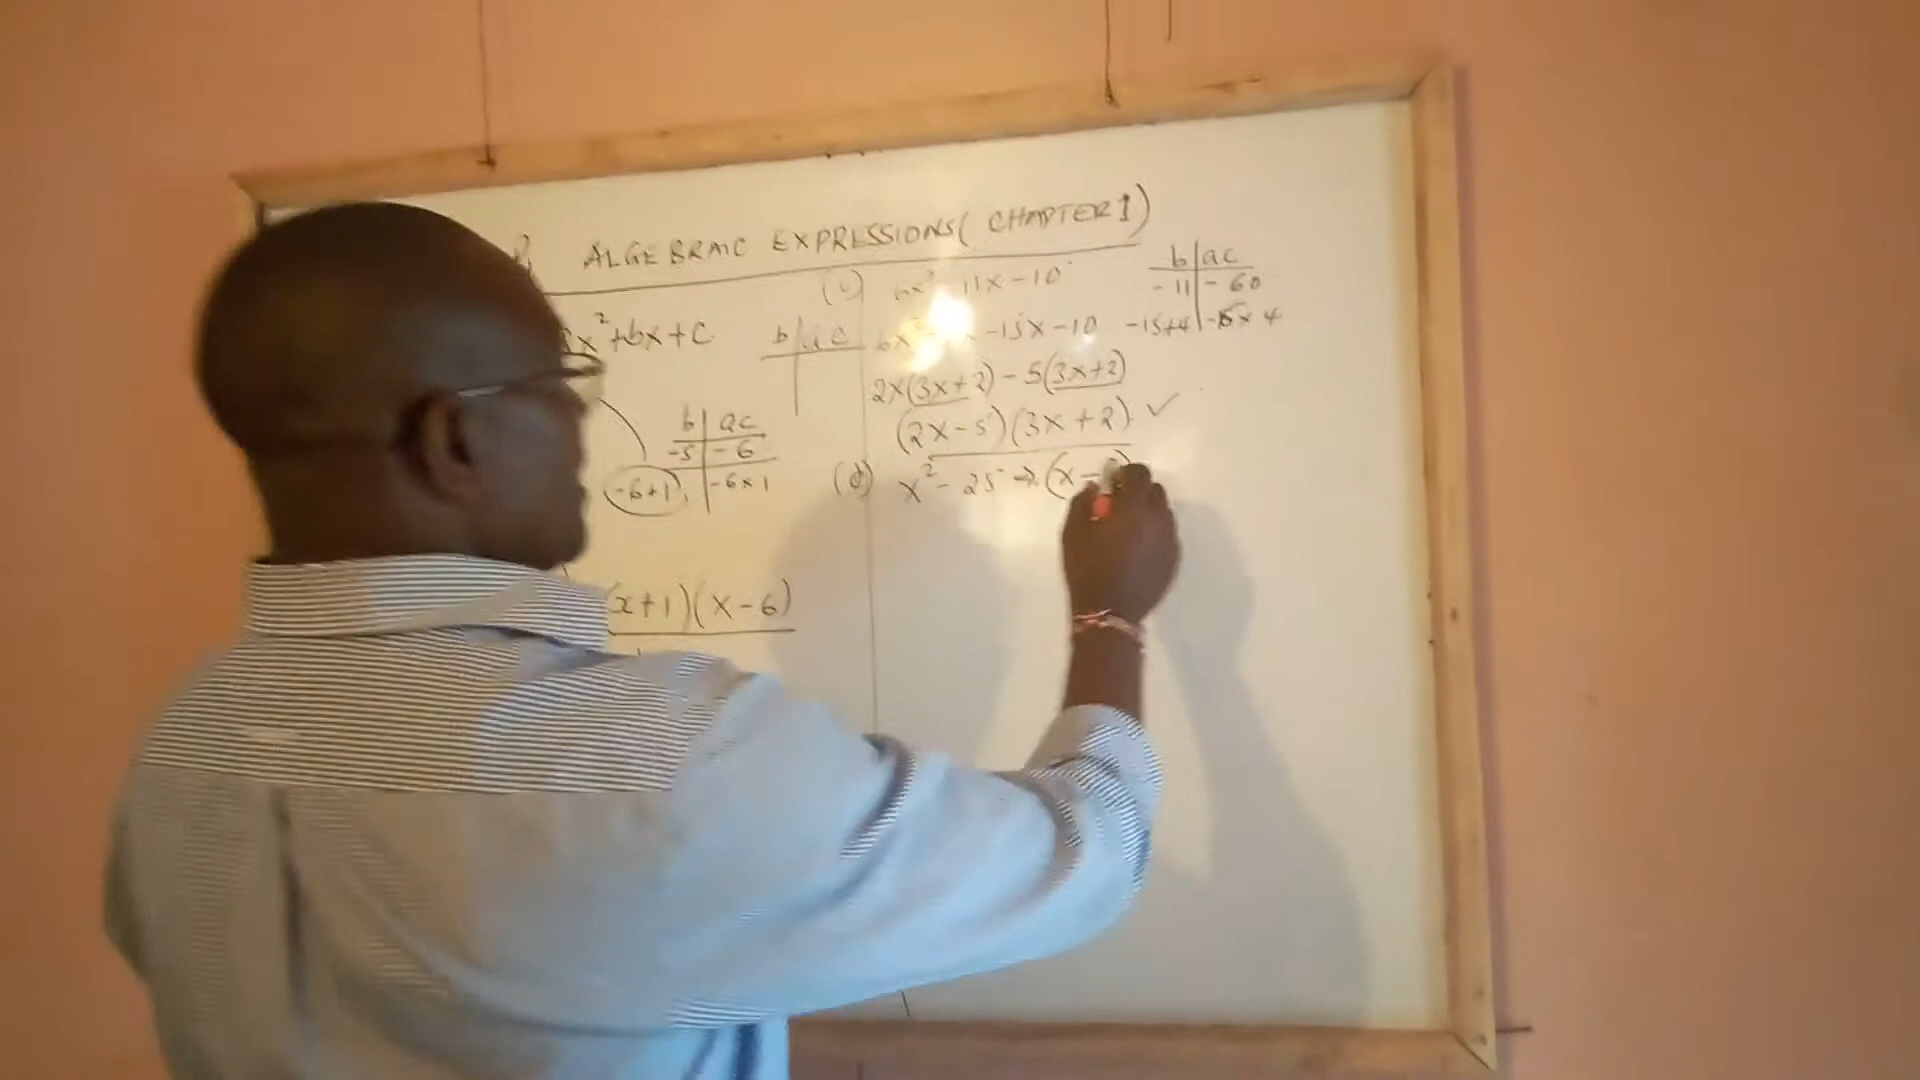 ALGEBRAIC EXPRESSIONS( CHAPTER 1)
x²+bx+c
b | ac
b | ac
-5 | -6
-6+1, | -6×1
(x+1)(x-6)
(c) 6x² 11x-10
-15x-10
2x(3x+2)-5(3x+2)
(2x-5)(3x+2) ✓
(d) x²-25 → (x-
b | ac
-11 | -60
-15+4 | -15×4